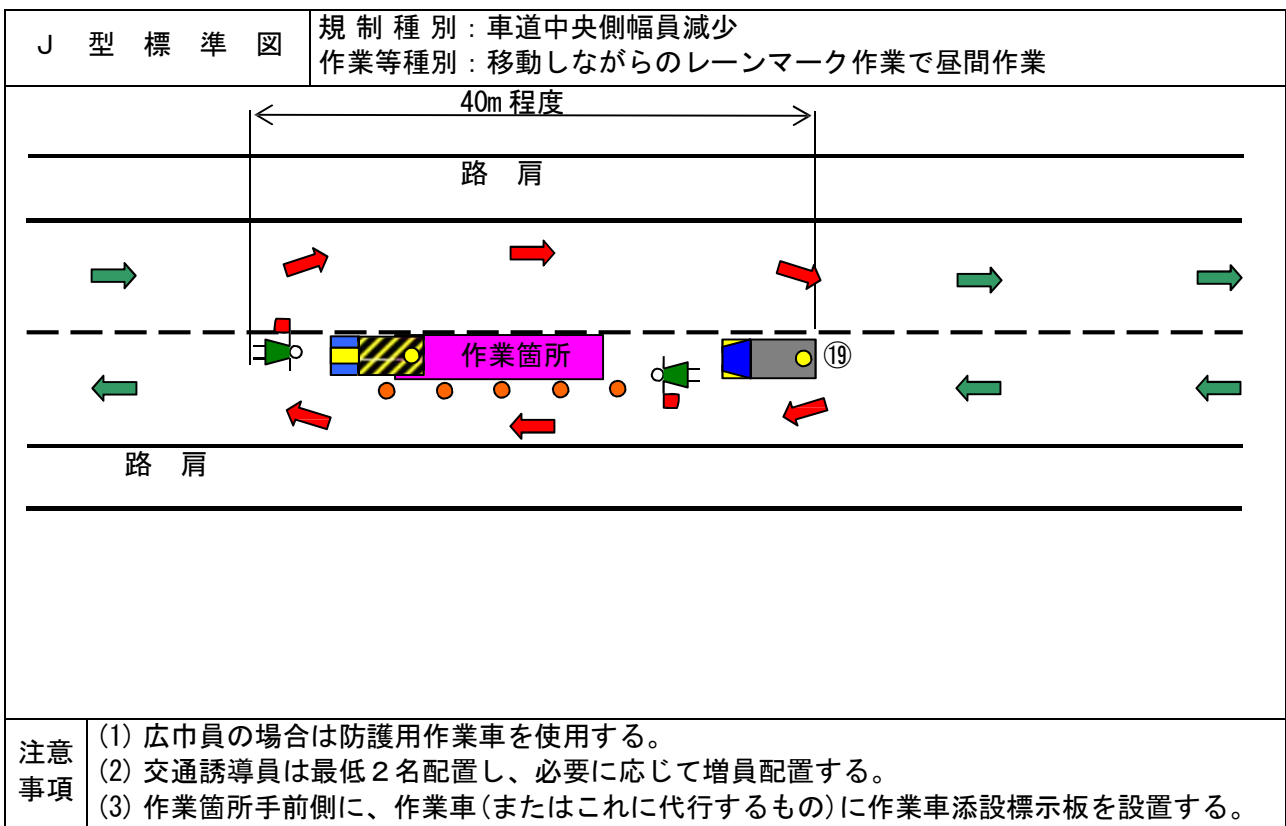 J 型 標 準 図
規 制 種 別：車道中央側幅員減少
作業等種別：移動しながらのレーンマーク作業で昼間作業
40m 程度
路 肩
作業箇所
⑲
路 肩
注意
事項
(1) 広巾員の場合は防護用作業車を使用する。
(2) 交通誘導員は最低２名配置し、必要に応じて増員配置する。
(3) 作業箇所手前側に、作業車(またはこれに代行するもの)に作業車添設標示板を設置する。